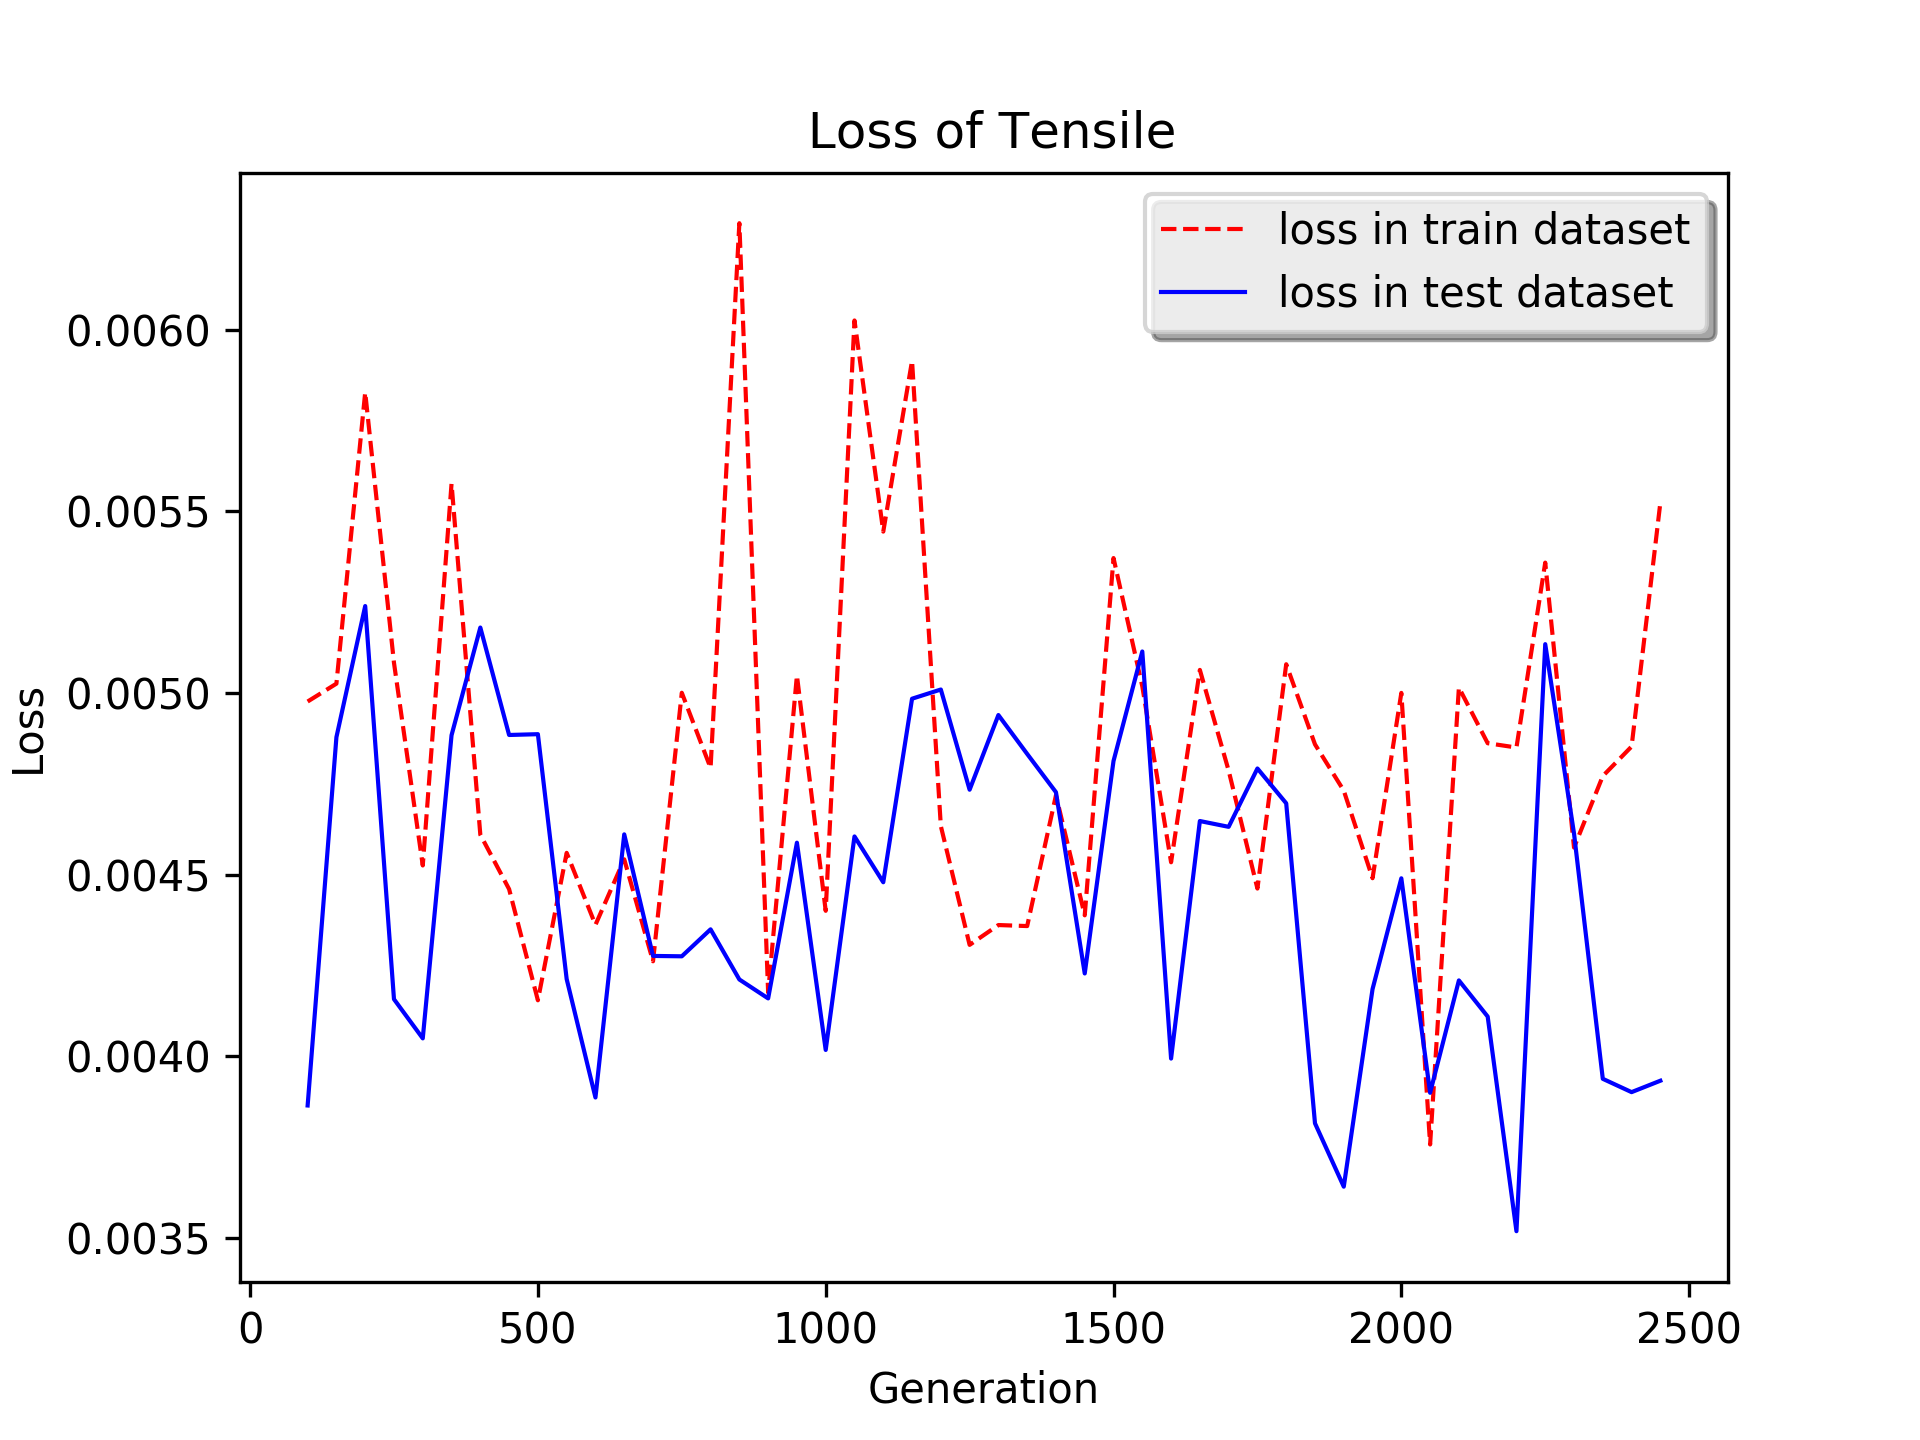 Loss of Tensile
loss in train dataset
loss in test dataset
Loss
0.0060
0.0055
0.0050
0.0045
0.0040
0.0035
0 500 1000 1500 2000 2500
Generation